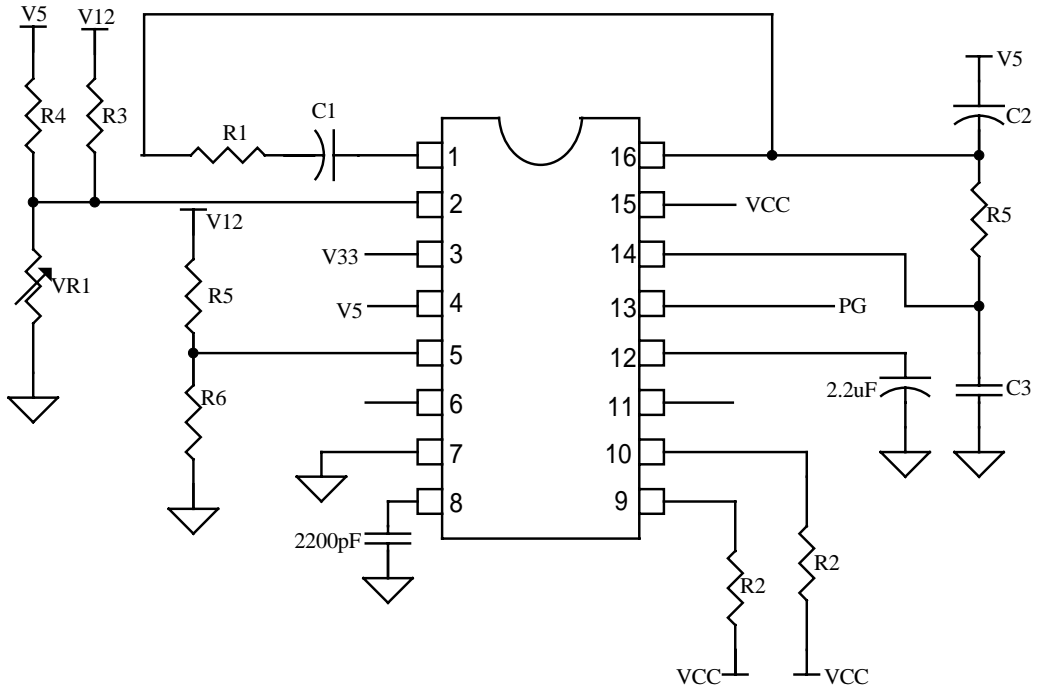 V5 V12
V5
R4 R3 C1 C2
R1
1 16
2 15 VCC
V12 R5
V33 3 14
VR1
R5
V5 4 13 PG
5 12
R6 2.2uF C3
6 11
7 10
8 9
2200pF
R2 R2
VCC VCC